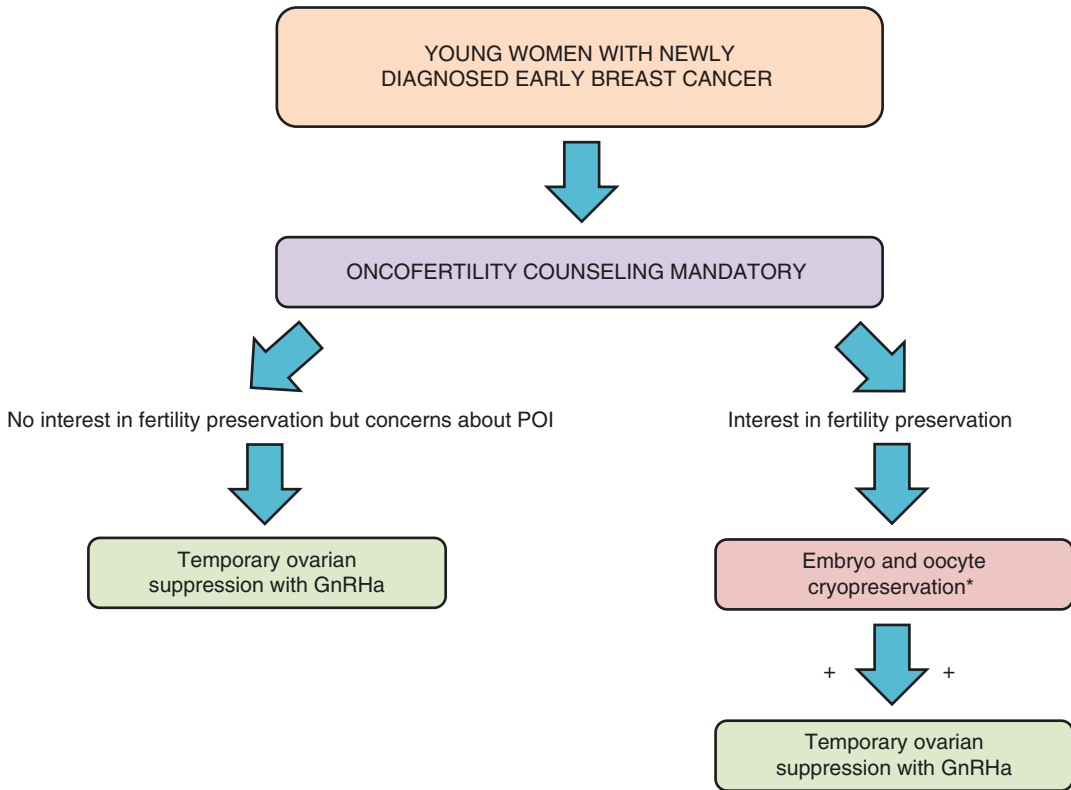 YOUNG WOMEN WITH NEWLY
DIAGNOSED EARLY BREAST CANCER
ONCOFERTILITY COUNSELING MANDATORY
No interest in fertility preservation but concerns about POI
Interest in fertility preservation
Temporary ovarian
suppression with GnRHa
Embryo and oocyte
cryopreservation*
+ +
Temporary ovarian
suppression with GnRHa